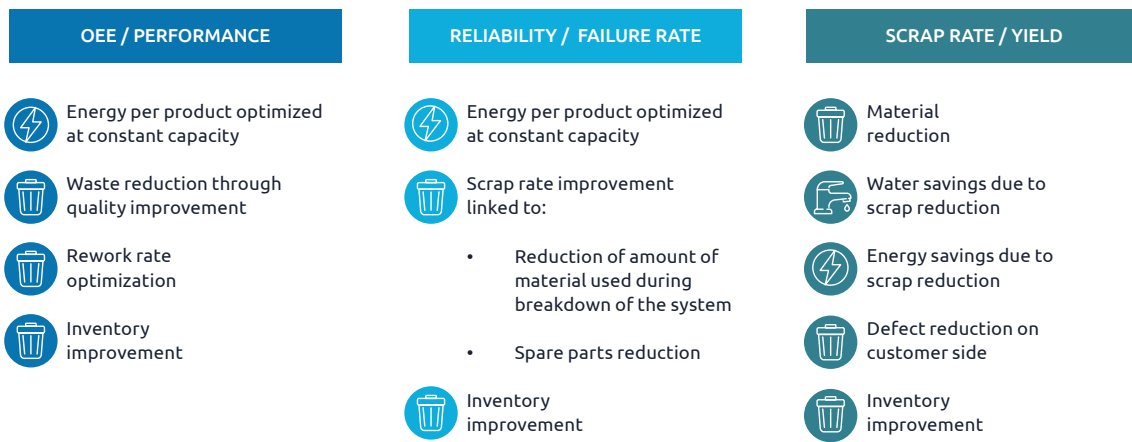 OEE / PERFORMANCE
Energy per product optimized
at constant capacity
Waste reduction through
quality improvement
Rework rate
optimization
Inventory
improvement
RELIABILITY / FAILURE RATE
Energy per product optimized
at constant capacity
Scrap rate improvement
linked to:
• Reduction of amount of
material used during
breakdown of the system
• Spare parts reduction
Inventory
improvement
SCRAP RATE / YIELD
Material
reduction
Water savings due to
scrap reduction
Energy savings due to
scrap reduction
Defect reduction on
customer side
Inventory
improvement